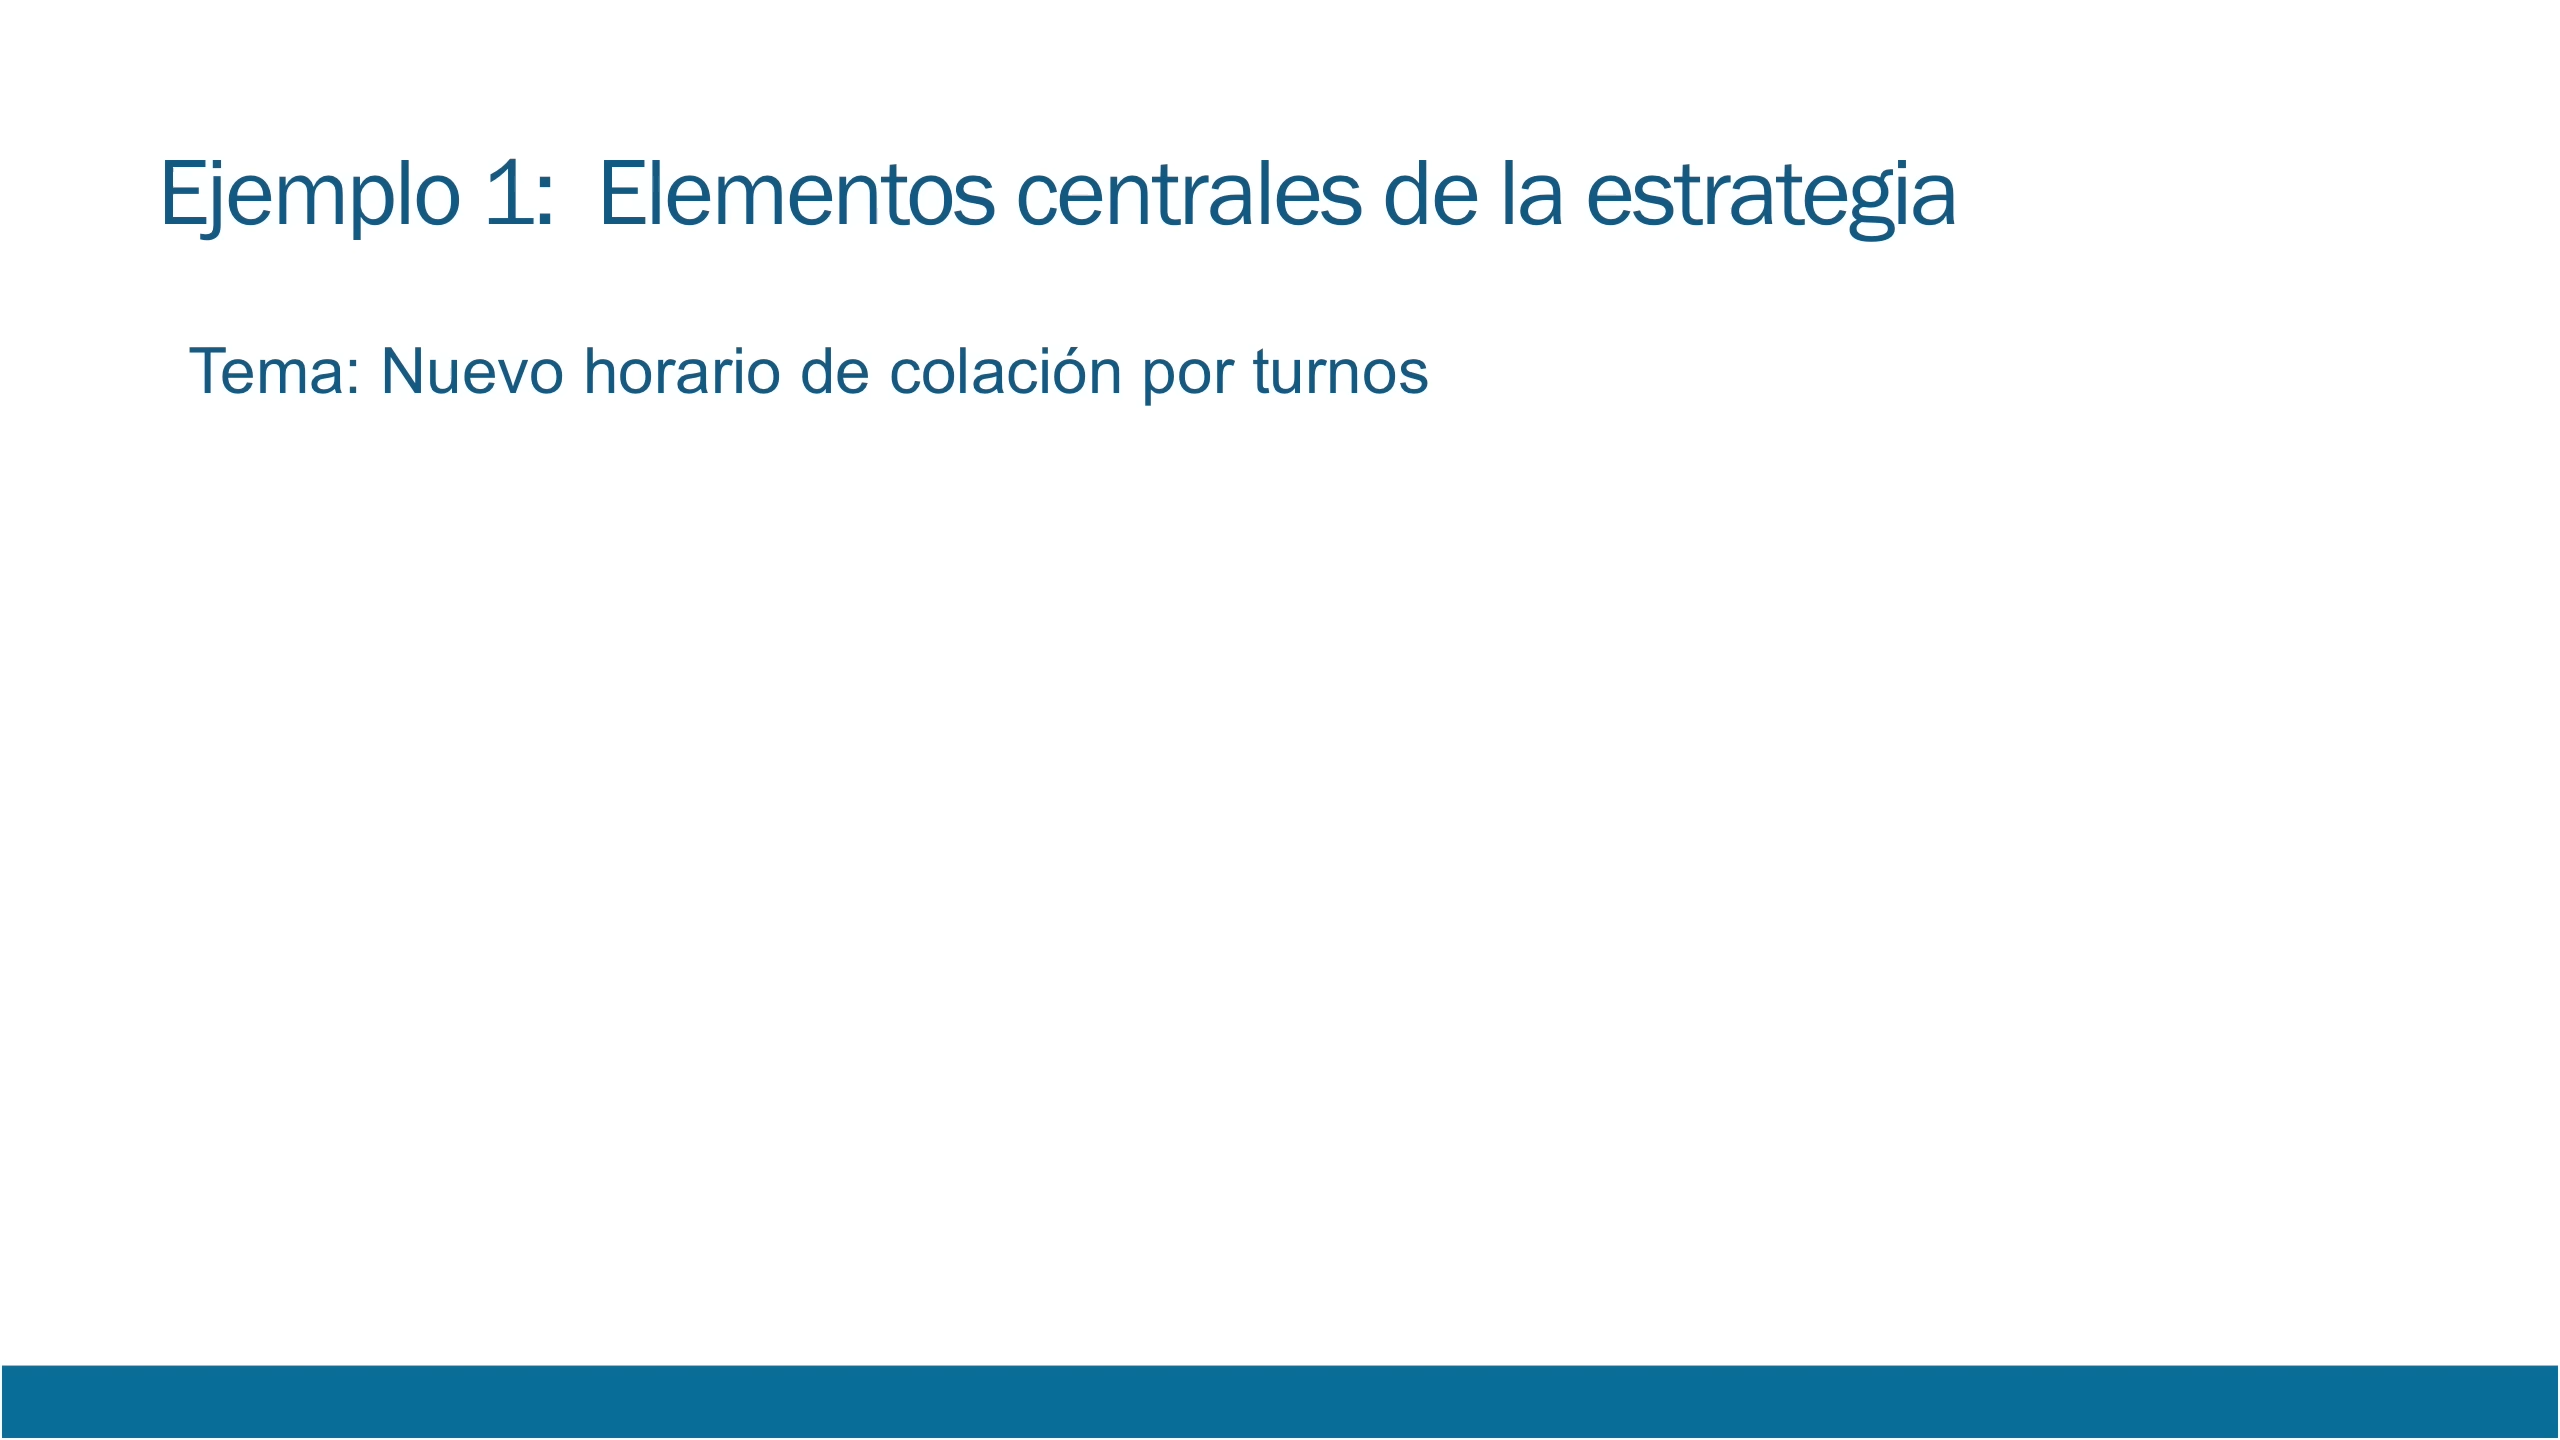 Ejemplo 1:  Elementos centrales de la estrategia
Tema: Nuevo horario de colación por turnos